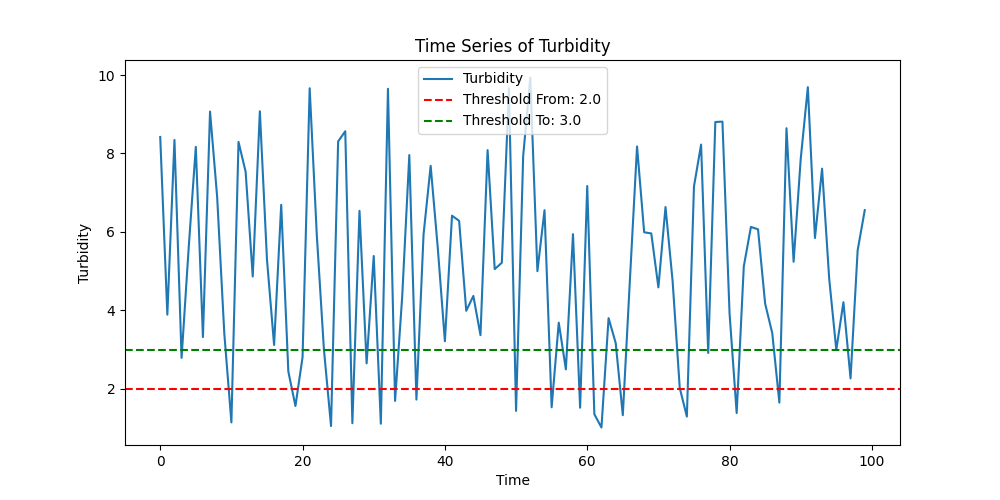 Time Series of Turbidity
Turbidity
Threshold From: 2.0
Threshold To: 3.0
10
8
6
4
2
Turbidity
0 20 40 60 80 100
Time